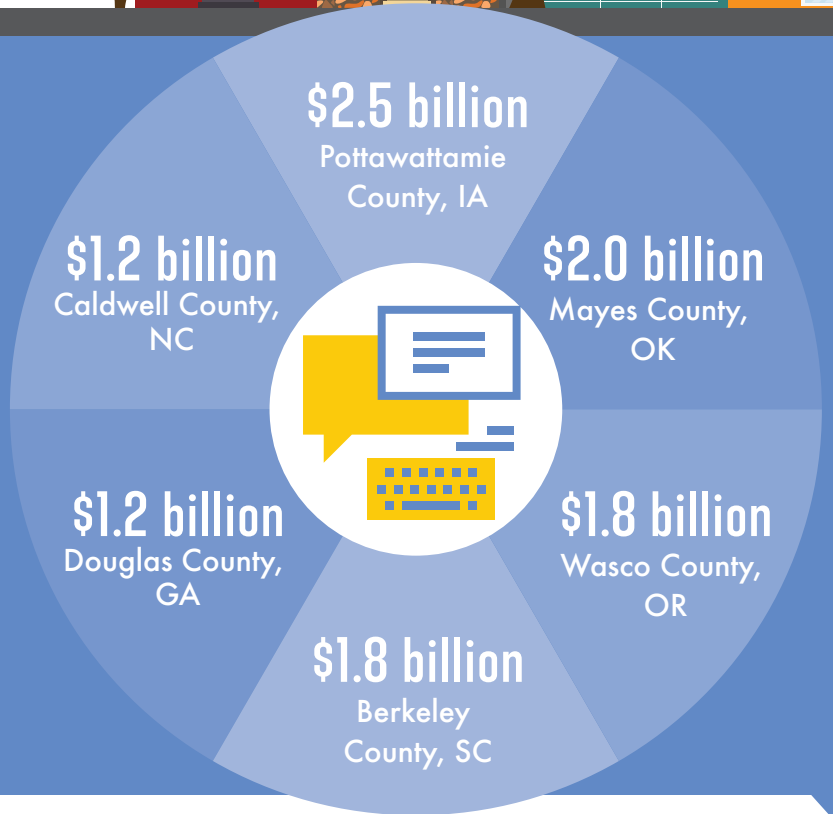 $2.5 billion
Pottawattamie
County, IA
$2.0 billion
Mayes County,
OK
$1.8 billion
Wasco County,
OR
$1.8 billion
Berkeley
County, SC
$1.2 billion
Douglas County,
GA
$1.2 billion
Caldwell County,
NC